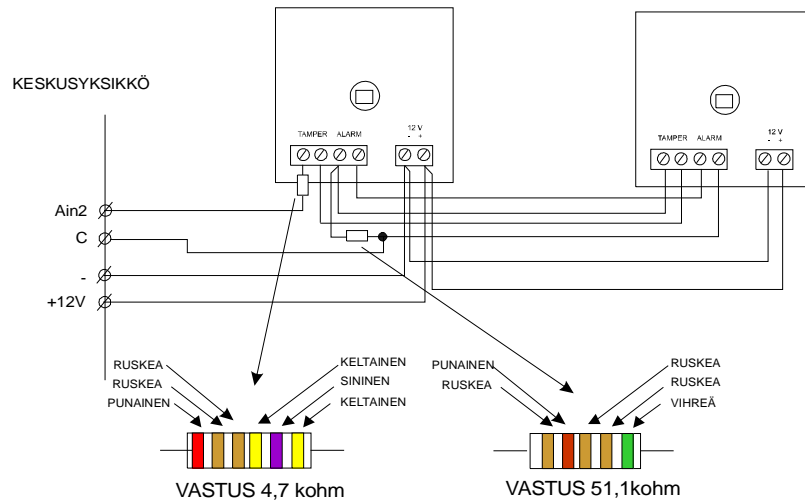 KESKUSYKSIKKÖ
TAMPER ALARM
12 V
- +
TAMPER ALARM
12 V
- +
Ain2
C
-
+12V
RUSKEA
RUSKEA
PUNAINEN
KELTAINEN
SININEN
KELTAINEN
PUNAINEN
RUSKEA
RUSKEA
RUSKEA
VIHREÄ
VASTUS 4,7 kohm
VASTUS 51,1kohm